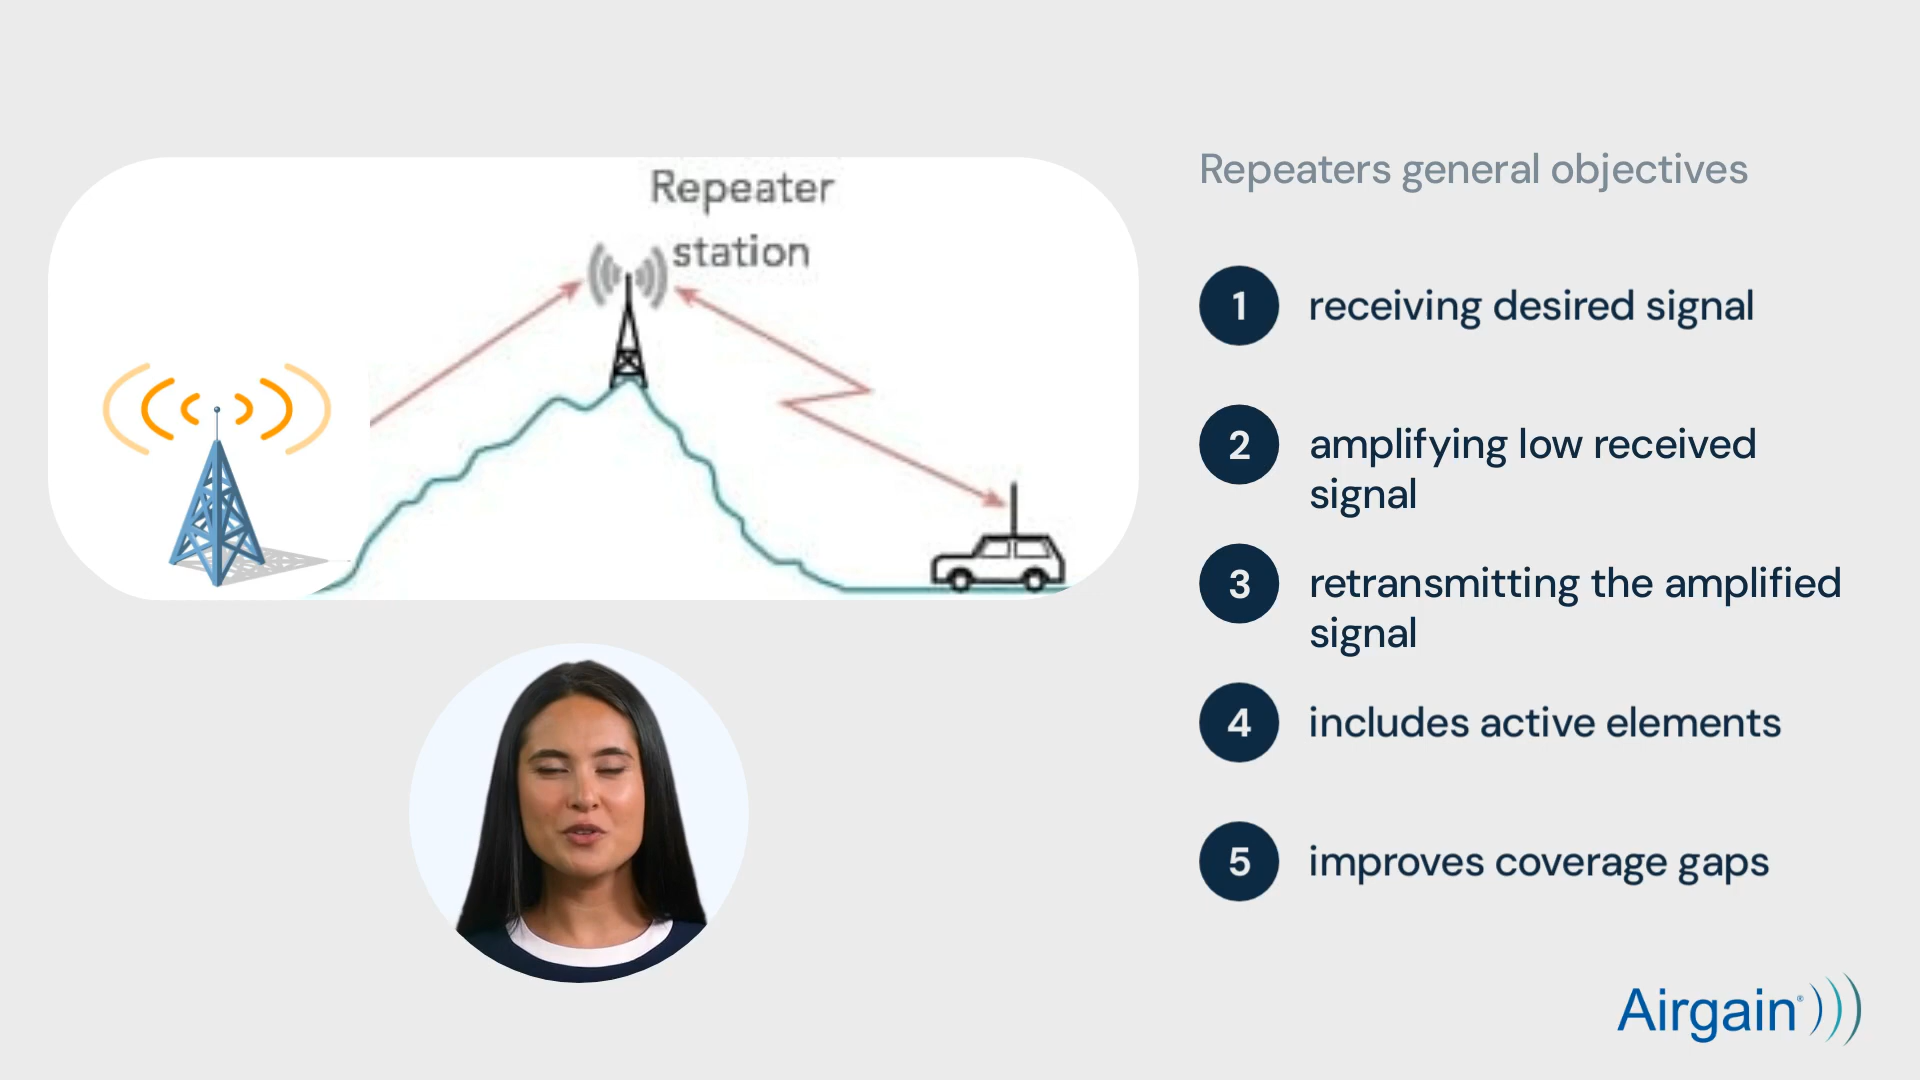 Repeater
station
Repeaters general objectives
1 receiving desired signal
2 amplifying low received
signal
3 retransmitting the amplified
signal
4 includes active elements
5 improves coverage gaps
Airgain®